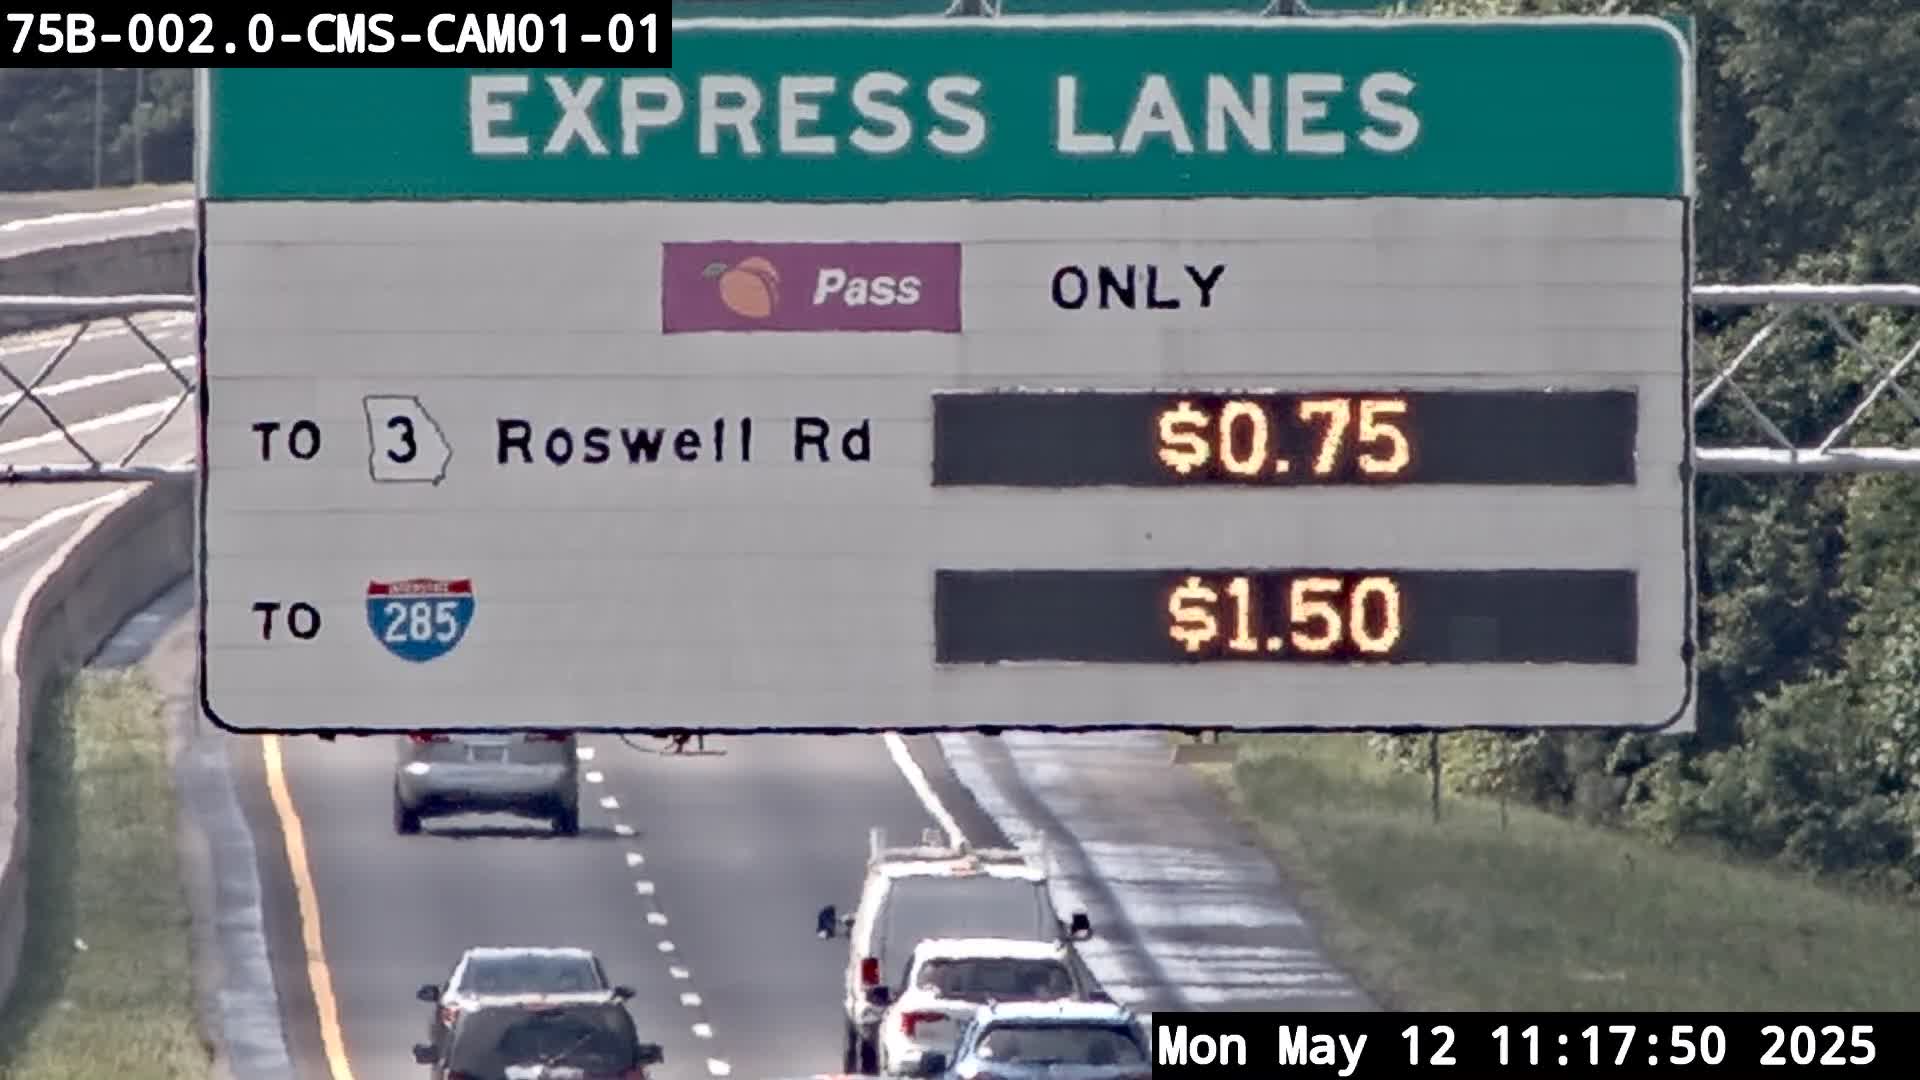 75B-002.0-CMS-CAM01-01
EXPRESS LANES
Pass ONLY
TO 3 Roswell Rd $0.75
INTERSTATE
TO 285 $1.50
Mon May 12 11:17:50 2025